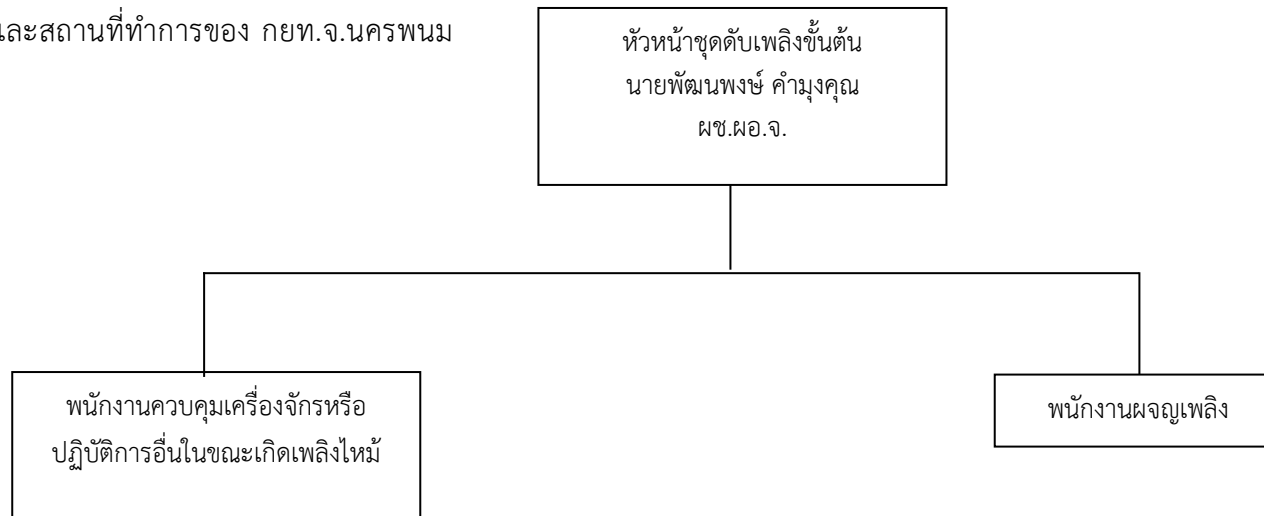 และสถานที่ทำการของ กยท.จ.นครพนม
หัวหน้าชุดดับเพลิงขั้นต้น
นายพัฒนพงษ์ คำมุงคุณ
ผช.ผอ.จ.
พนักงานควบคุมเครื่องจักรหรือ
ปฏิบัติการอื่นในขณะเกิดเพลิงไหม้
พนักงานผจญเพลิง